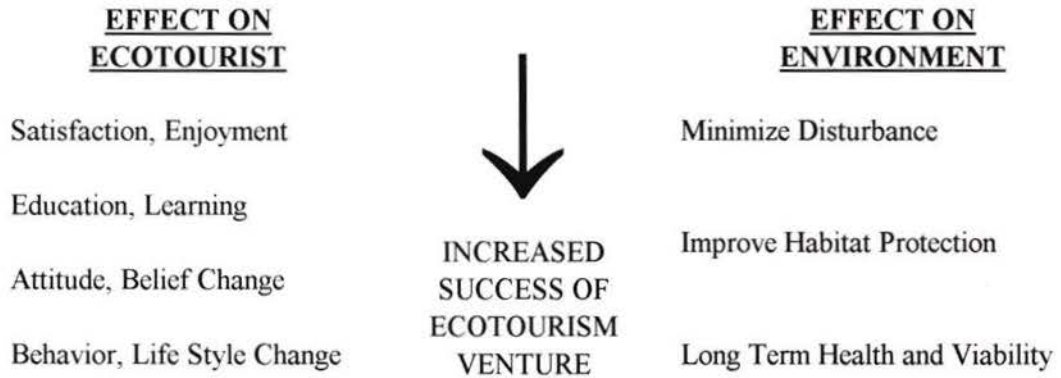 EFFECT ON
ECOTOURIST
Satisfaction, Enjoyment
Education, Learning
Attitude, Belief Change
Behavior, Life Style Change
INCREASED
SUCCESS OF
ECOTOURISM
VENTURE
EFFECT ON
ENVIRONMENT
Minimize Disturbance
Improve Habitat Protection
Long Term Health and Viability